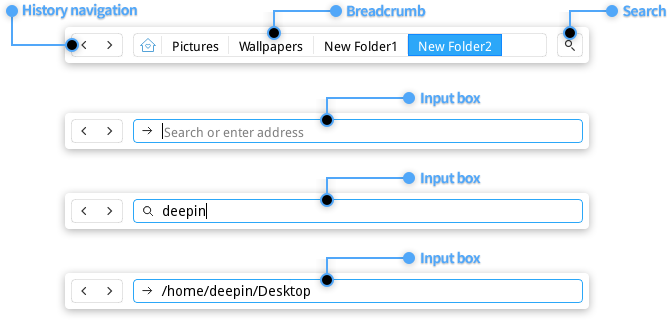 History navigation Breadcrumb Search
Pictures Wallpapers New Folder1 New Folder2
Input box
Search or enter address
Input box
deepin
Input box
/home/deepin/Desktop